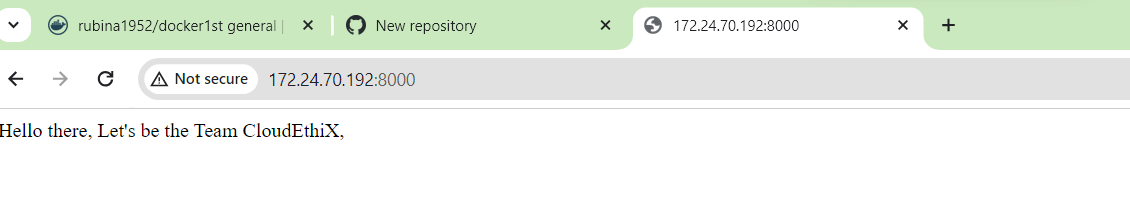 rubina1952/docker1st general |
New repository
172.24.70.192:8000
Not secure
172.24.70.192:8000
Hello there, Let's be the Team CloudEthiX,